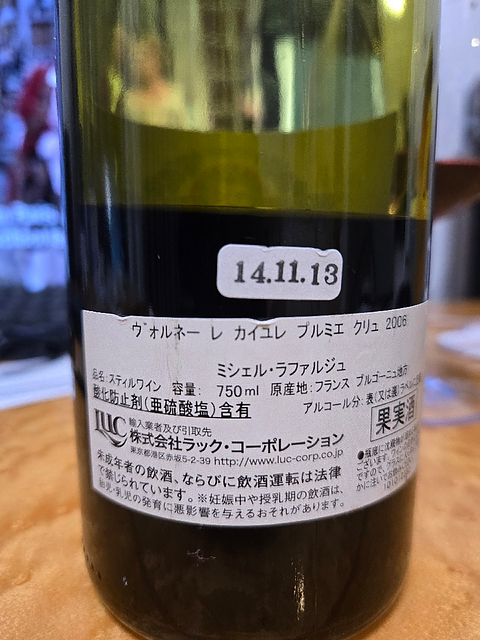 14.11.13
ヴォルネー レ カイユレ プルミエ クリュ 2006
ミシェル・ラファルジュ
品名: スティルワイン 容量: 750ml 原産地: フランス ブルゴーニュ地方
酸化防止剤(亜硫酸塩)含有
アルコール分: 表(又は裏)ラベルに
果実酒
LUC
輸入業者及び引取先
株式会社ラック・コーポレーション
東京都港区赤坂5-2-39 http://www.luc-corp.co.jp
未成年者の飲酒、ならびに飲酒運転は法律
で禁じられています。※妊娠中や授乳期の飲酒は、
胎児・乳児の発育に悪影響を与えるおそれがあります。